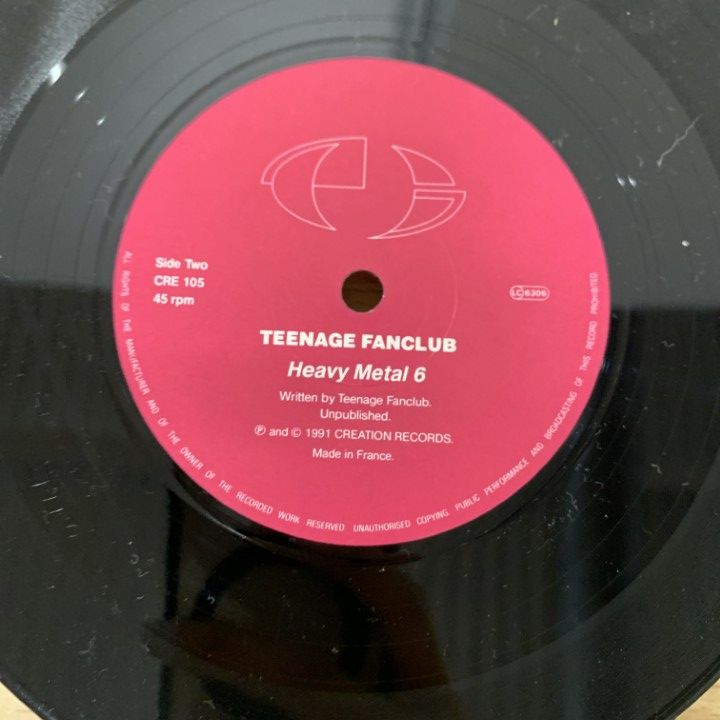 Side Two
CRE 105
45 rpm
LC 6306
TEENAGE FANCLUB
Heavy Metal 6
Written by Teenage Fanclub.
Unpublished.
℗ and © 1991 CREATION RECORDS.
Made in France.
ALL RIGHTS OF THE MANUFACTURER AND OF THE OWNER OF THE RECORDED WORK RESERVED UNAUTHORISED COPYING PUBLIC PERFORMANCE AND BROADCASTING OF THIS RECORD PROHIBITED